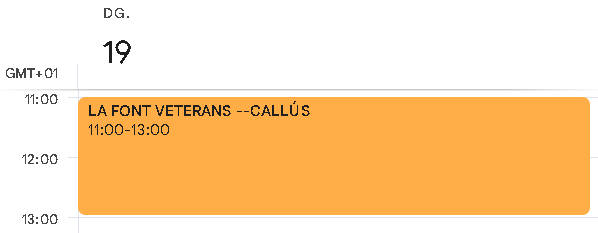 DG.
19
GMT+01
11:00
LA FONT VETERANS --CALLÚS
11:00-13:00
12:00
13:00